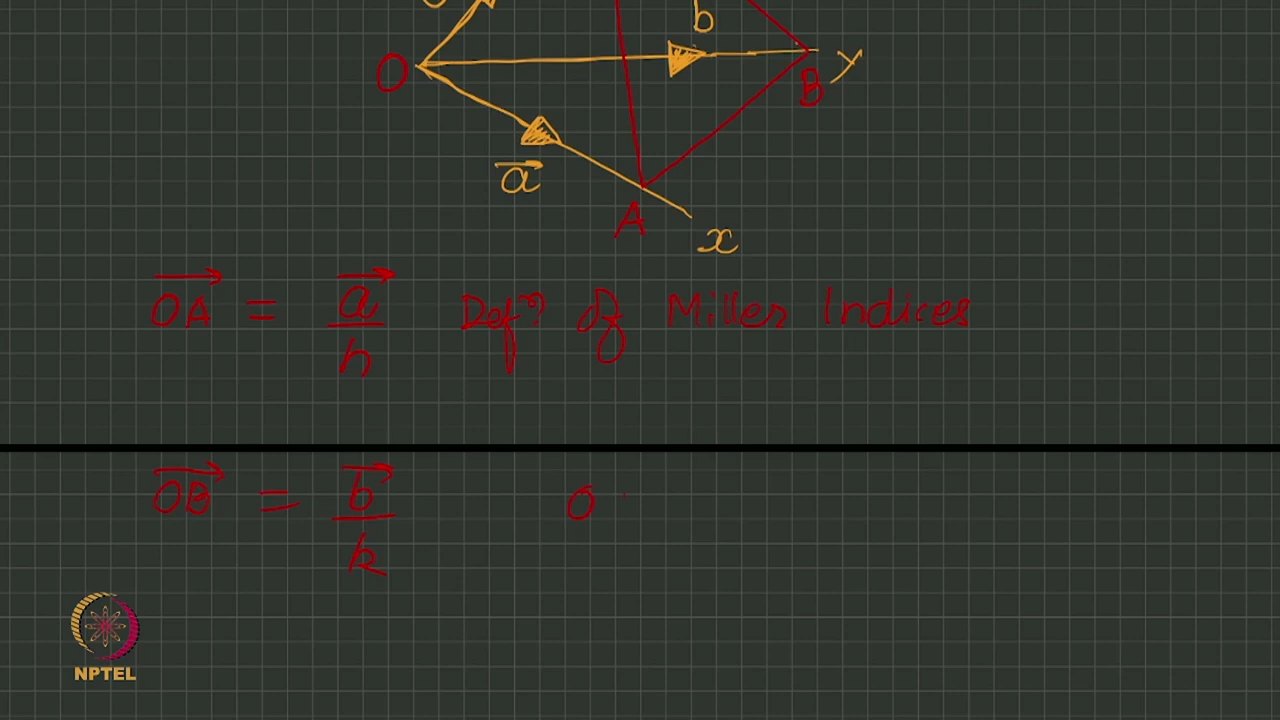 b
O
B
y
a
A
x
OA = a/h Defⁿ of Miller Indices
OB = b/k O
NPTEL